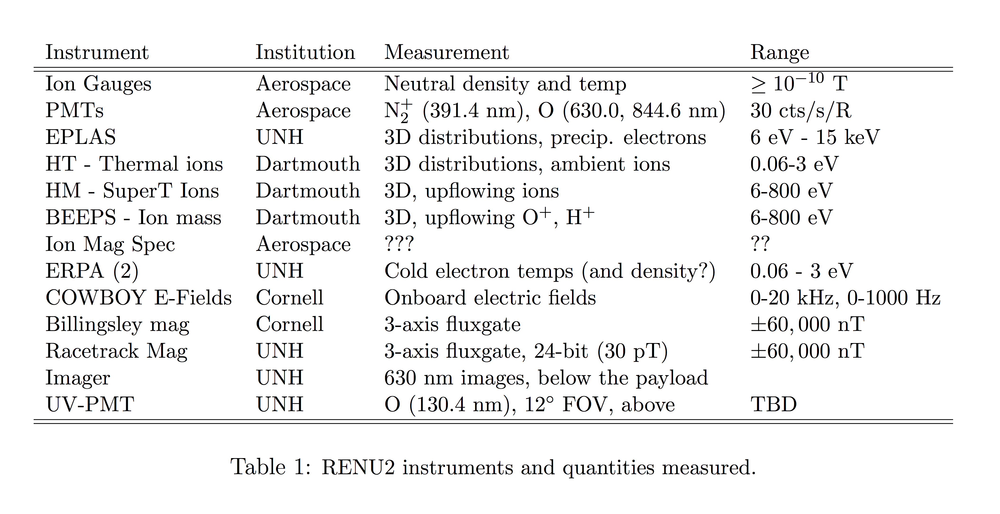 Instrument Institution Measurement Range
Ion Gauges Aerospace Neutral density and temp ≥ 10⁻¹⁰ T
PMTs Aerospace N₂⁺ (391.4 nm), O (630.0, 844.6 nm) 30 cts/s/R
EPLAS UNH 3D distributions, precip. electrons 6 eV - 15 keV
HT - Thermal ions Dartmouth 3D distributions, ambient ions 0.06-3 eV
HM - SuperT Ions Dartmouth 3D, upflowing ions 6-800 eV
BEEPS - Ion mass Dartmouth 3D, upflowing O⁺, H⁺ 6-800 eV
Ion Mag Spec Aerospace ??? ??
ERPA (2) UNH Cold electron temps (and density?) 0.06 - 3 eV
COWBOY E-Fields Cornell Onboard electric fields 0-20 kHz, 0-1000 Hz
Billingsley mag Cornell 3-axis fluxgate ±60, 000 nT
Racetrack Mag UNH 3-axis fluxgate, 24-bit (30 pT) ±60, 000 nT
Imager UNH 630 nm images, below the payload
UV-PMT UNH O (130.4 nm), 12° FOV, above TBD
Table 1: RENU2 instruments and quantities measured.